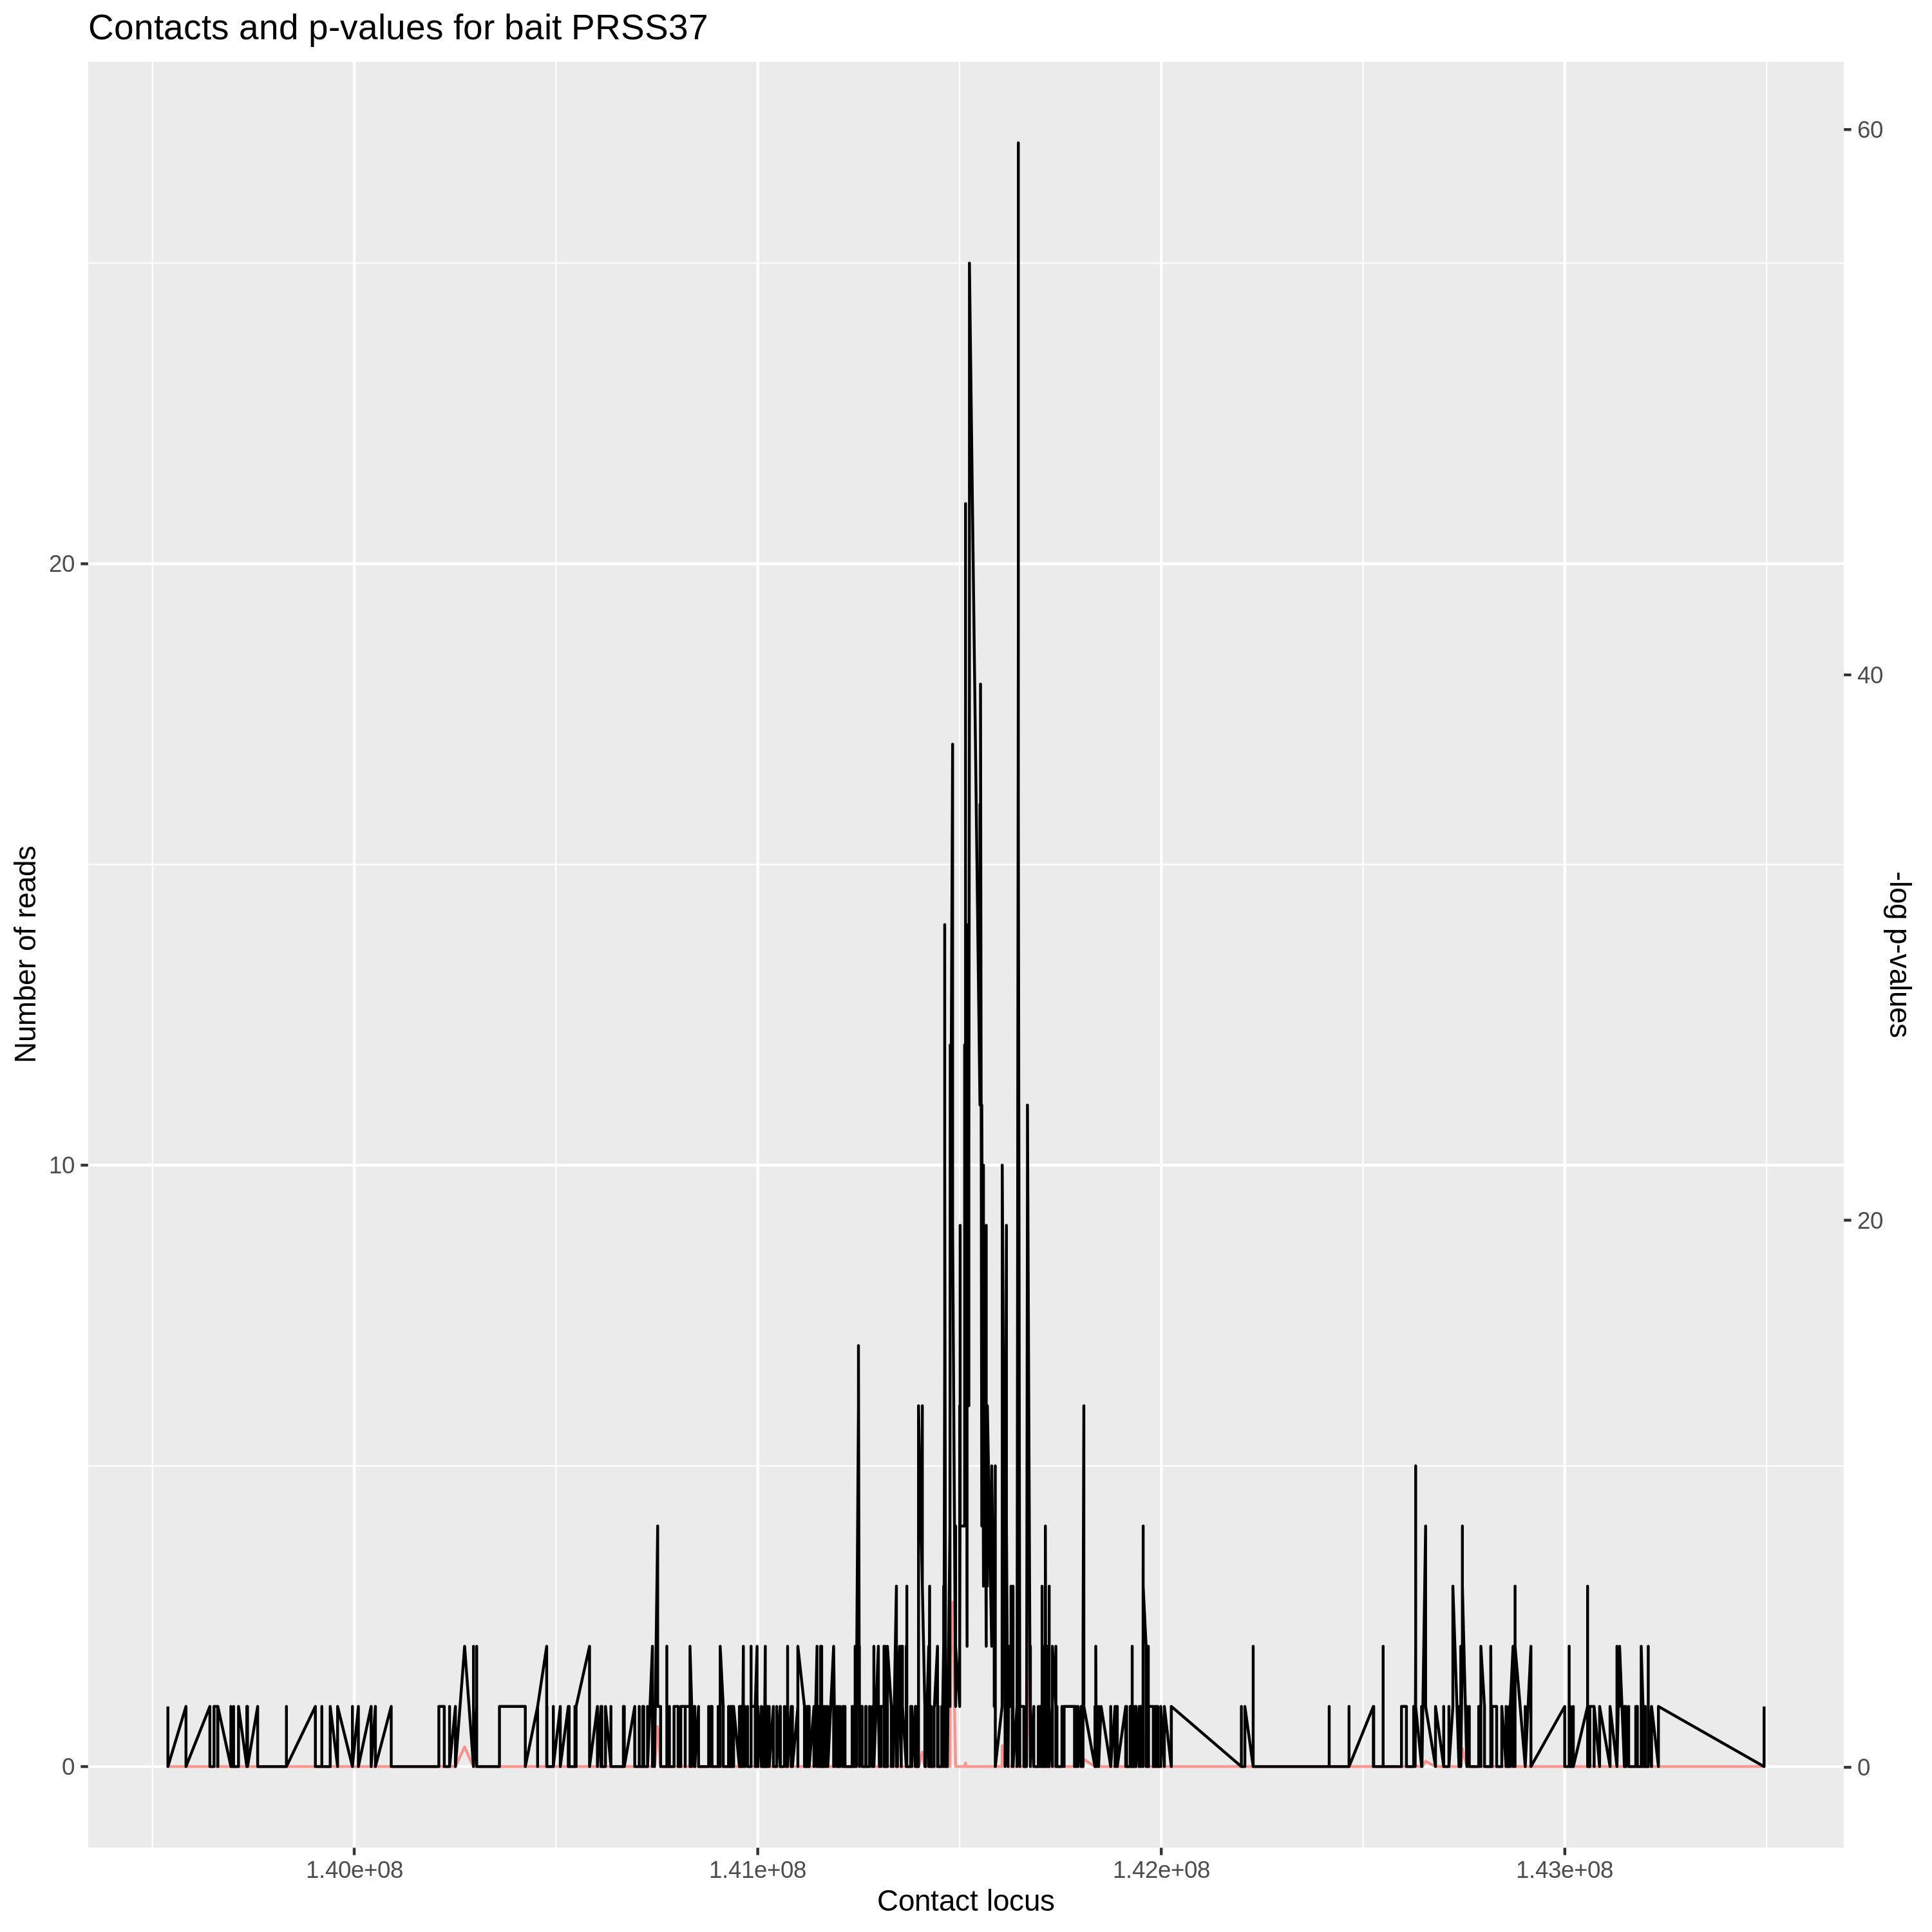 Contacts and p-values for bait PRSS37
60
20
40
Number of reads
-log p-values
10
20
0
0
1.40e+08
1.41e+08
1.42e+08
1.43e+08
Contact locus